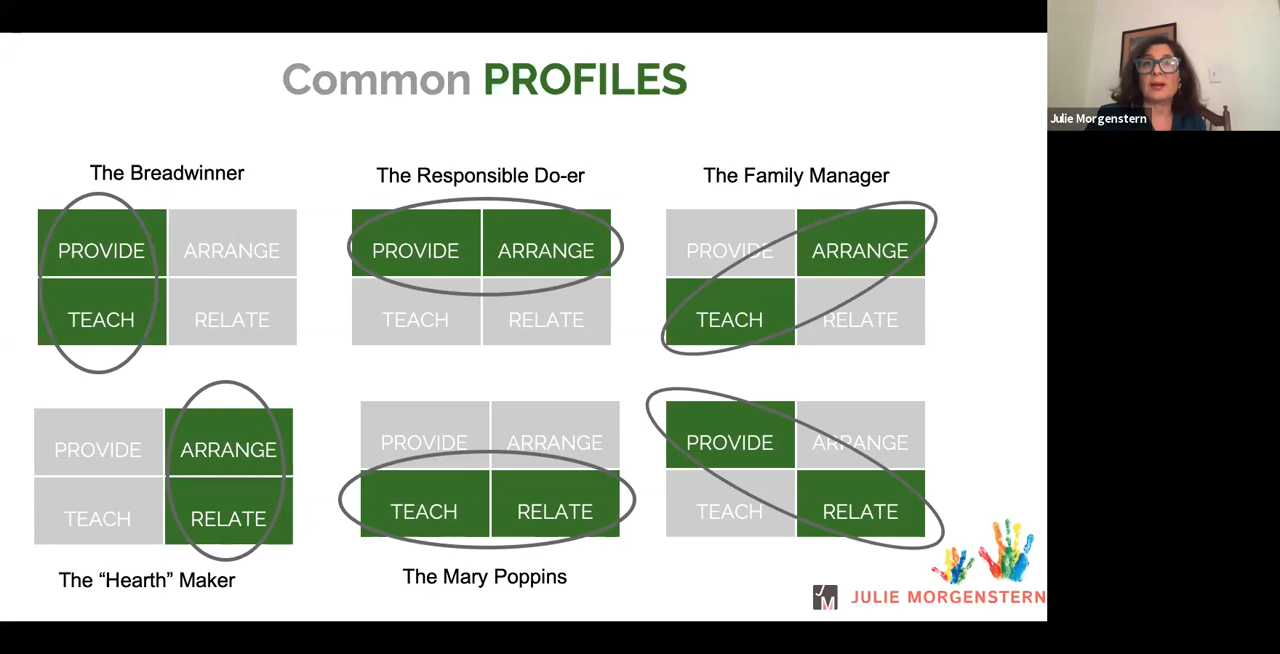 Common PROFILES
Julie Morgenstern
The Breadwinner
PROVIDE ARRANGE
TEACH RELATE
The Responsible Do-er
PROVIDE ARRANGE
TEACH RELATE
The Family Manager
PROVIDE ARRANGE
TEACH RELATE
PROVIDE ARRANGE
TEACH RELATE
The “Hearth” Maker
PROVIDE ARRANGE
TEACH RELATE
The Mary Poppins
PROVIDE ARRANGE
TEACH RELATE
JM JULIE MORGENSTERN